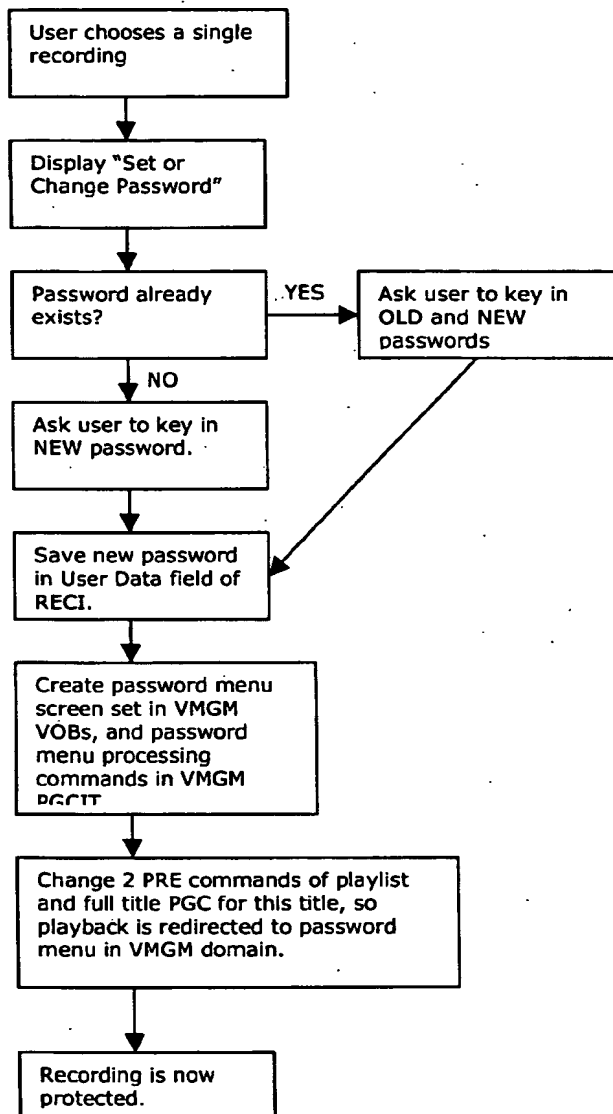 User chooses a single
recording
Display "Set or
Change Password"
Password already
exists?
YES
Ask user to key in
OLD and NEW
passwords
NO
Ask user to key in
NEW password.
Save new password
in User Data field of
RECI.
Create password menu
screen set in VMGM
VOBs, and password
menu processing
commands in VMGM
PGCIT
Change 2 PRE commands of playlist
and full title PGC for this title, so
playback is redirected to password
menu in VMGM domain.
Recording is now
protected.